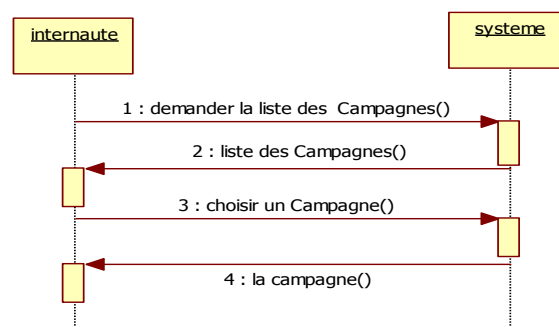 internaute
systeme
1 : demander la liste des Campagnes()
2 : liste des Campagnes()
3 : choisir un Campagne()
4 : la campagne()